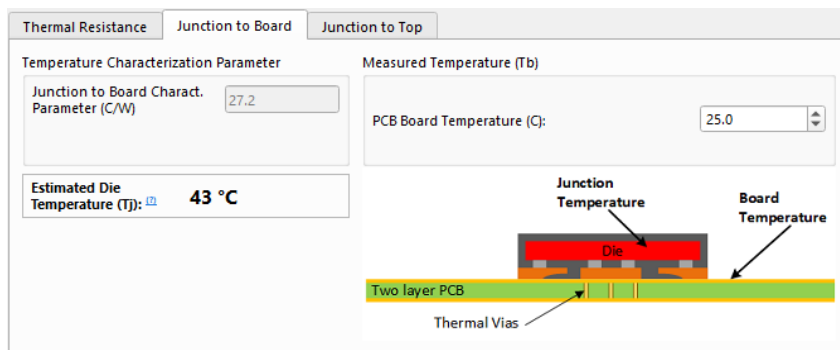 Thermal Resistance
Junction to Board
Junction to Top
Temperature Characterization Parameter
Junction to Board Charact.
Parameter (C/W)
27.2
Measured Temperature (Tb)
PCB Board Temperature (C):
25.0
Estimated Die
Temperature (Tj): (?)
43 °C
Junction
Temperature
Board
Temperature
Die
Two layer PCB
Thermal Vias